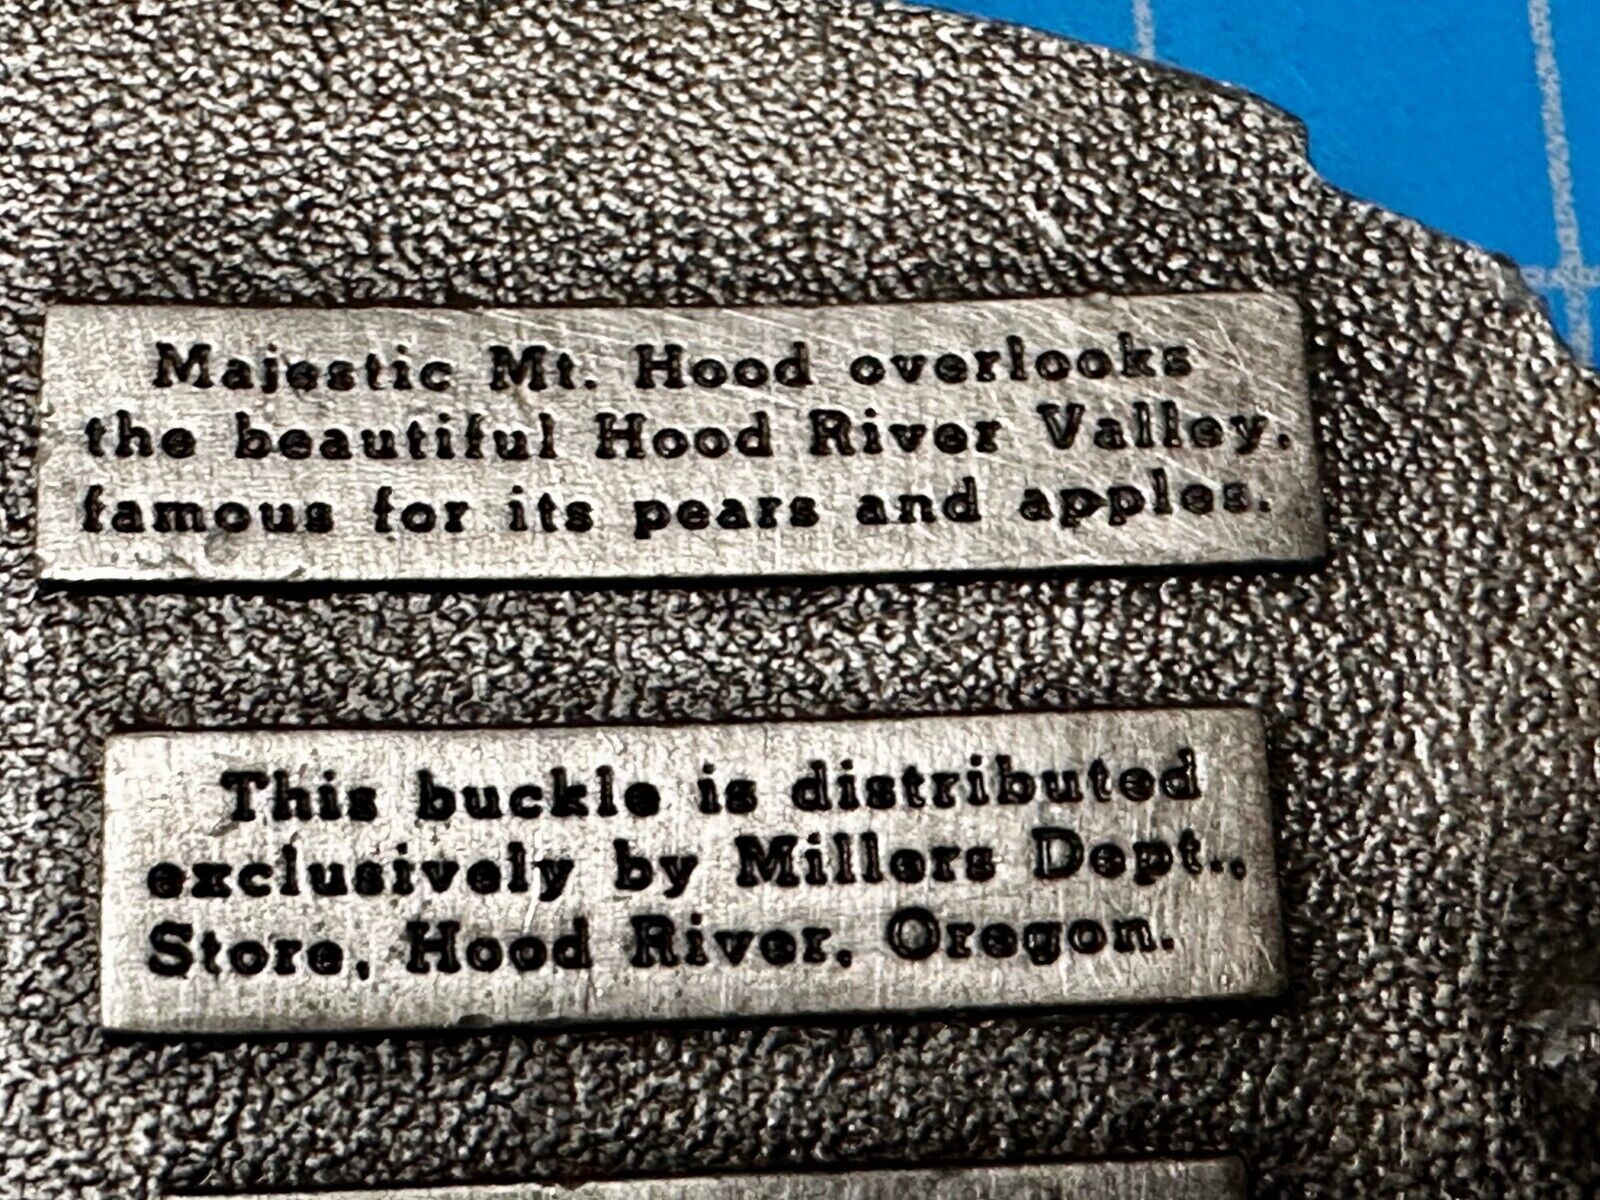 Majestic Mt. Hood overlooks
the beautiful Hood River Valley,
famous for its pears and apples.
This buckle is distributed
exclusively by Millers Dept.,
Store, Hood River, Oregon.